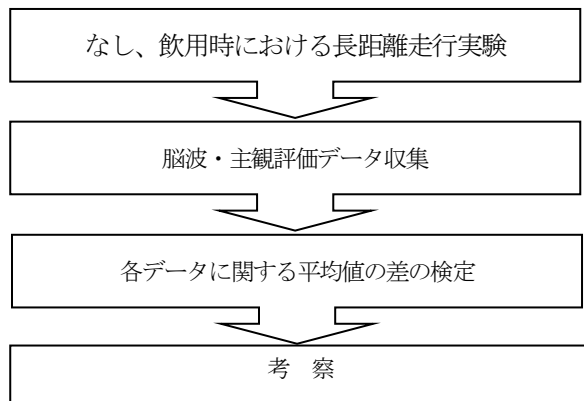 なし、飲用時における長距離走行実験
脳波・主観評価データ収集
各データに関する平均値の差の検定
考　察